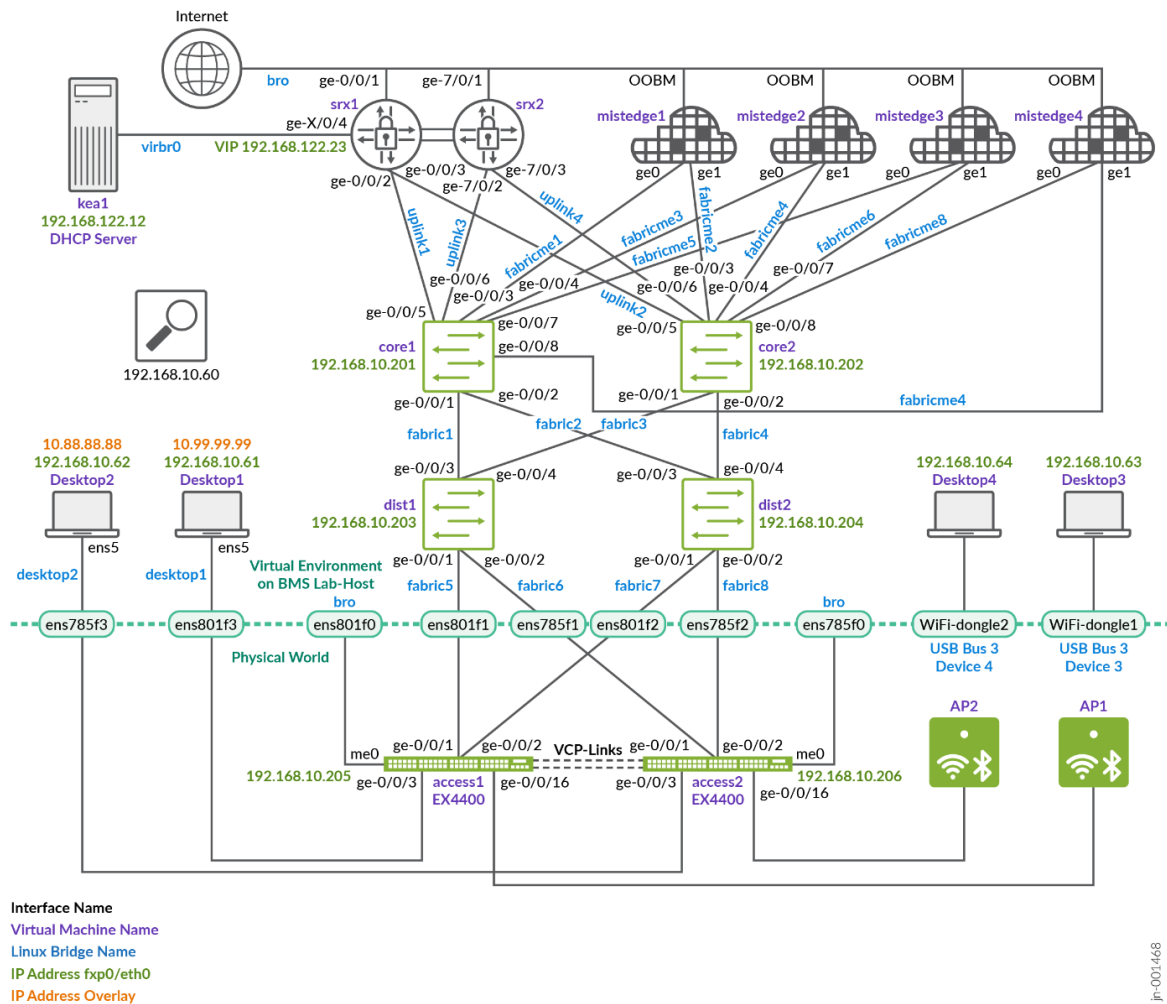 Internet
bro
ge-0/0/1
ge-7/0/1
OOBM
OOBM
OOBM
OOBM
srx1
srx2
mistedge1
mistedge2
mistedge3
mistedge4
ge-X/0/4
virbr0
VIP 192.168.122.23
ge-0/0/3
ge-7/0/3
ge-0/0/2
ge-7/0/2
ge0
ge1
ge0
ge1
ge0
ge1
ge0
ge1
kea1
192.168.122.12
DHCP Server
uplink1
uplink3
uplink4
fabricme1
fabricme2
fabricme3
fabricme4
fabricme5
fabricme6
fabricme8
ge-0/0/6
ge-0/0/4
ge-0/0/3
ge-0/0/3
ge-0/0/7
ge-0/0/6
ge-0/0/4
uplink2
ge-0/0/5
ge-0/0/7
ge-0/0/5
ge-0/0/8
core1
192.168.10.201
ge-0/0/8
core2
192.168.10.202
192.168.10.60
ge-0/0/1
ge-0/0/2
ge-0/0/1
ge-0/0/2
fabricme4
fabric1
fabric2
fabric3
fabric4
10.88.88.88
192.168.10.62
Desktop2
10.99.99.99
192.168.10.61
Desktop1
ge-0/0/3
ge-0/0/4
ge-0/0/3
ge-0/0/4
192.168.10.64
Desktop4
192.168.10.63
Desktop3
dist1
192.168.10.203
dist2
192.168.10.204
ens5
ens5
desktop2
desktop1
Virtual Environment
on BMS Lab-Host
ge-0/0/1
ge-0/0/2
ge-0/0/1
ge-0/0/2
fabric5
fabric6
fabric7
fabric8
bro
bro
ens785f3
ens801f3
ens801f0
ens801f1
ens785f1
ens801f2
ens785f2
ens785f0
WiFi-dongle2
WiFi-dongle1
Physical World
USB Bus 3
Device 4
USB Bus 3
Device 3
AP2
AP1
me0
ge-0/0/1
ge-0/0/2
VCP-Links
ge-0/0/1
ge-0/0/2
me0
192.168.10.205
ge-0/0/3
access1
EX4400
ge-0/0/16
ge-0/0/3
access2
EX4400
192.168.10.206
ge-0/0/16
Interface Name
Virtual Machine Name
Linux Bridge Name
IP Address fxp0/eth0
IP Address Overlay
jn-001468